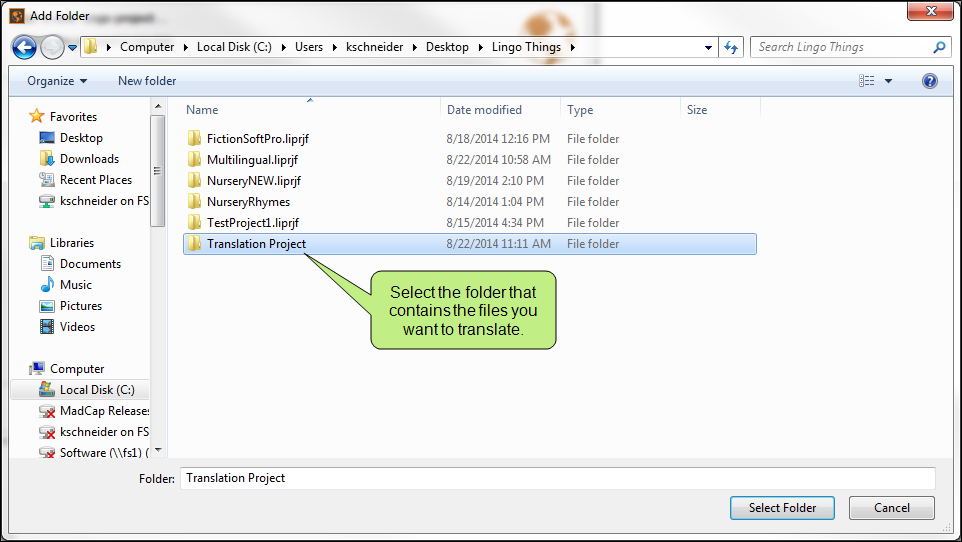 Add Folder
Computer Local Disk (C:) Users kschneider Desktop Lingo Things
Search Lingo Things
Organize New folder
Name Date modified Type Size
Favorites
Desktop
Downloads
Recent Places
kschneider on FS
Libraries
Documents
Music
Pictures
Videos
Computer
Local Disk (C:)
MadCap Releases
kschneider on FS
Software (\\fs1) (
FictionSoftPro.liprjf 8/18/2014 12:16 PM File folder
Multilingual.liprjf 8/22/2014 10:58 AM File folder
NurseryNEW.liprjf 8/19/2014 2:10 PM File folder
NurseryRhymes 8/14/2014 1:04 PM File folder
TestProject1.liprjf 8/15/2014 4:34 PM File folder
Translation Project 8/22/2014 11:11 AM File folder
Select the folder that
contains the files you
want to translate.
Folder: Translation Project
Select Folder Cancel